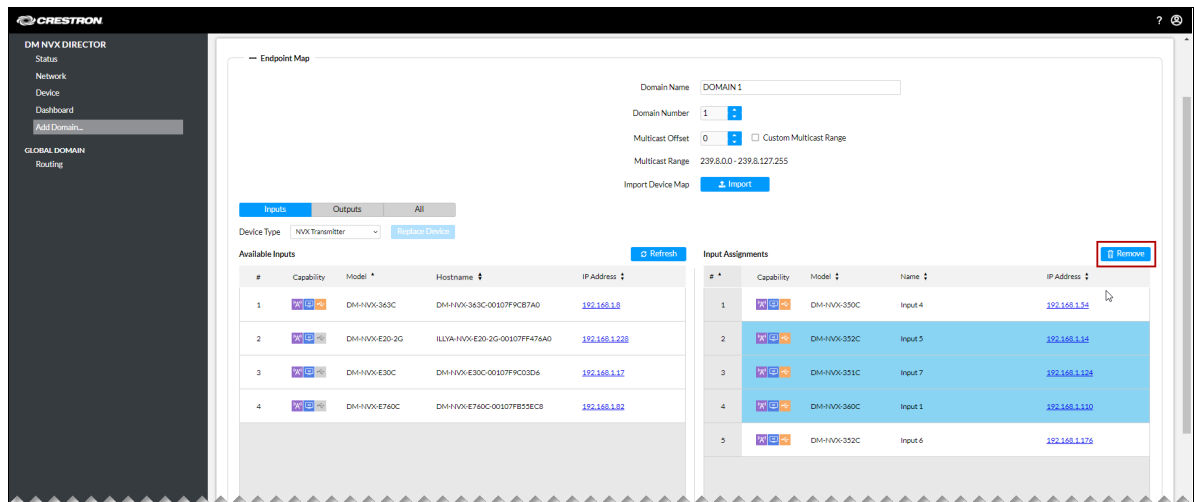 CRESTRON
?
DM NVX DIRECTOR
Status
Network
Device
Dashboard
Add Domain...
GLOBAL DOMAIN
Routing
Endpoint Map
Domain Name DOMAIN 1
Domain Number 1
Multicast Offset 0 Custom Multicast Range
Multicast Range 239.8.0.0 - 239.8.127.255
Import Device Map Import
Inputs Outputs All
Device Type NVX Transmitter Replace Device
Available Inputs Refresh
# Capability Model Hostname IP Address
1 DM-NVX-363C DM-NVX-363C-00107F9CB7A0 192.168.1.8
2 DM-NVX-E20-2G ILLYA-NVX-E20-2G-00107FF476A0 192.168.1.228
3 DM-NVX-E30C DM-NVX-E30C-00107F9C03D6 192.168.1.17
4 DM-NVX-E760C DM-NVX-E760C-00107FB55EC8 192.168.1.82
Input Assignments Remove
# Capability Model Name IP Address
1 DM-NVX-350C Input 4 192.168.1.54
2 DM-NVX-352C Input 5 192.168.1.14
3 DM-NVX-351C Input 7 192.168.1.124
4 DM-NVX-360C Input 1 192.168.1.110
5 DM-NVX-352C Input 6 192.168.1.176